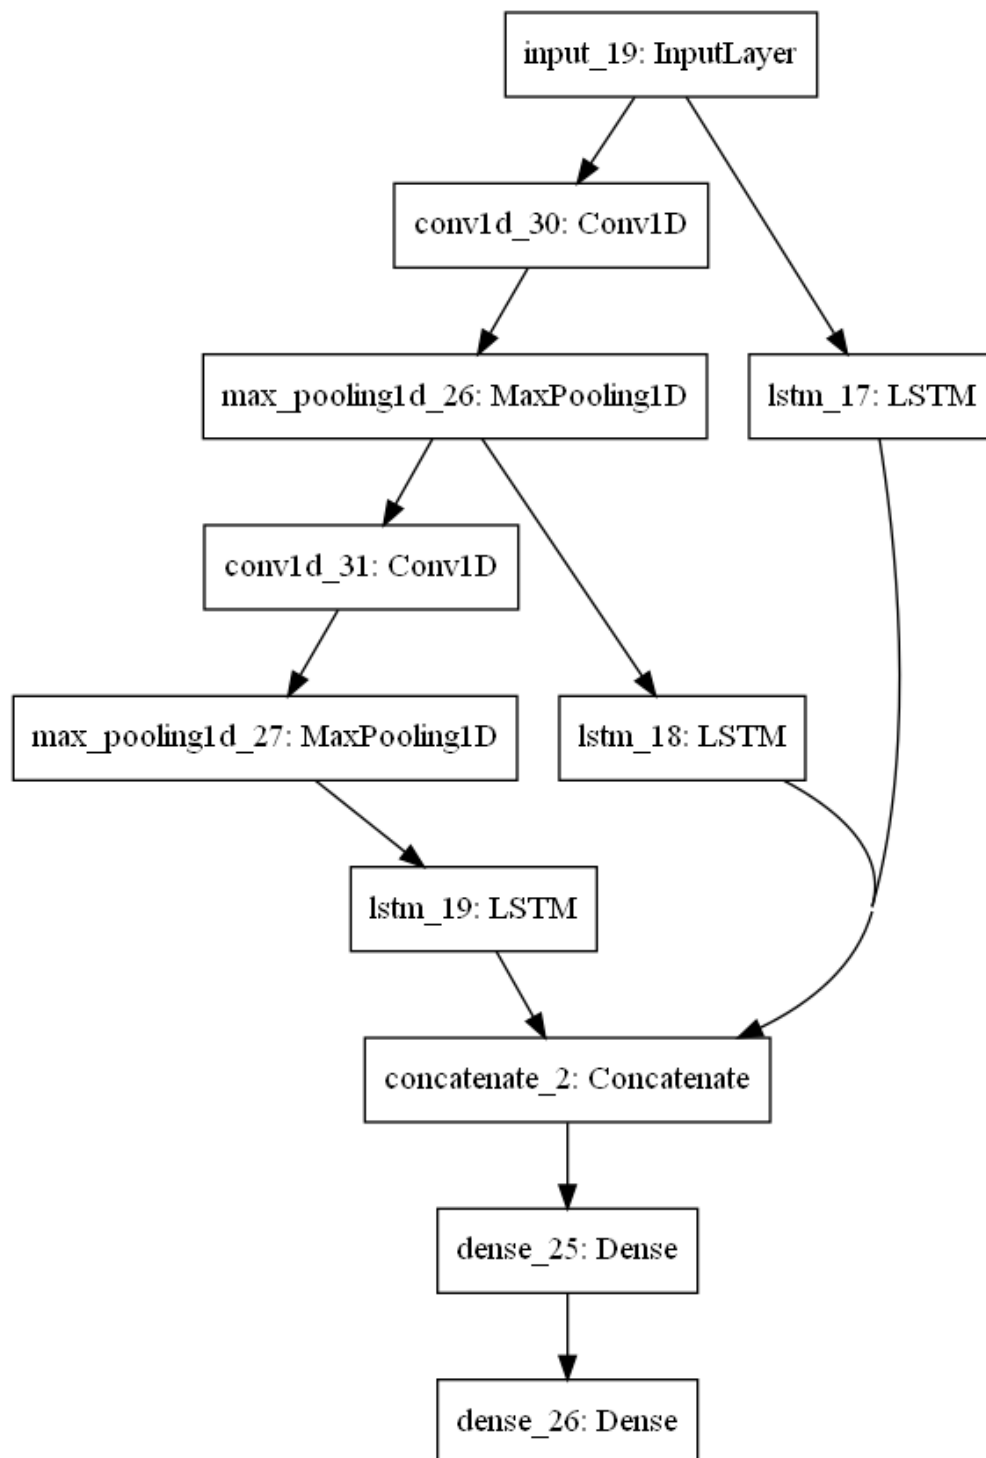 input_19: InputLayer
conv1d_30: Conv1D
max_pooling1d_26: MaxPooling1D
lstm_17: LSTM
conv1d_31: Conv1D
max_pooling1d_27: MaxPooling1D
lstm_18: LSTM
lstm_19: LSTM
concatenate_2: Concatenate
dense_25: Dense
dense_26: Dense